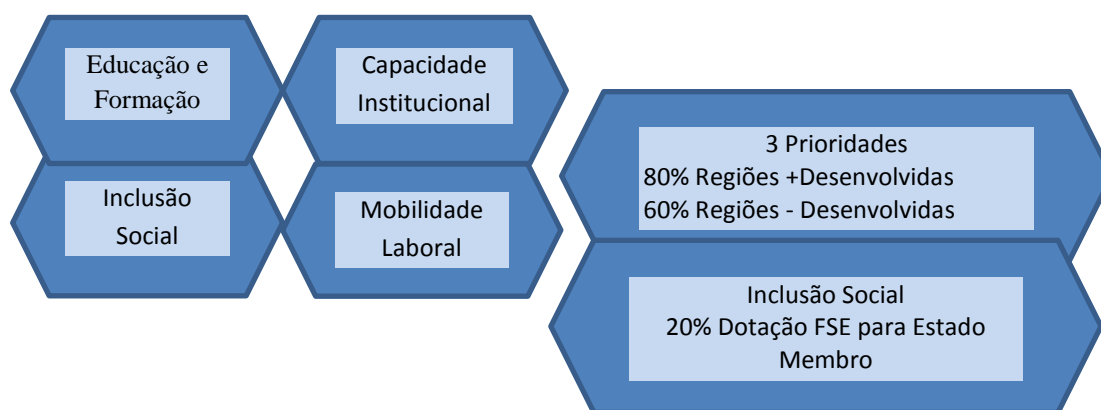 Educação e
Formação
Capacidade
Institucional
Inclusão
Social
Mobilidade
Laboral
3 Prioridades
80% Regiões +Desenvolvidas
60% Regiões - Desenvolvidas
Inclusão Social
20% Dotação FSE para Estado
Membro